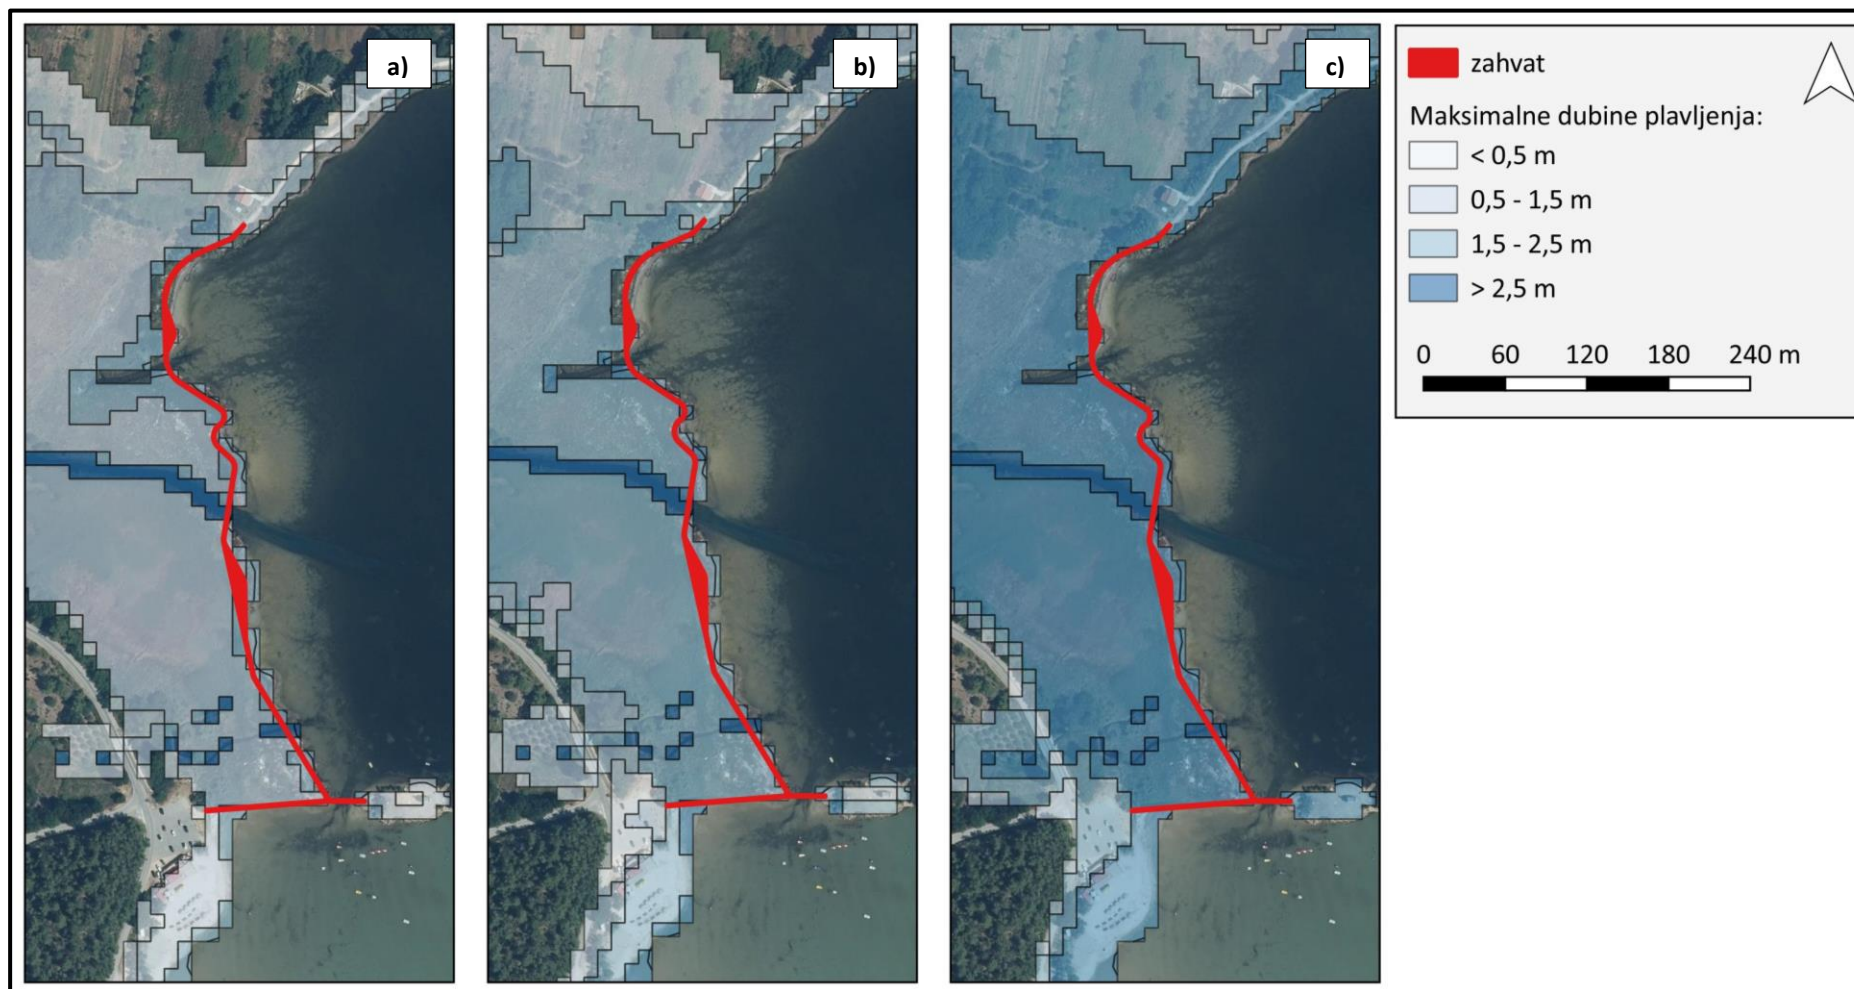 a)
b)
c)
zahvat
Maksimalne dubine plavljenja:
< 0,5 m
0,5 - 1,5 m
1,5 - 2,5 m
> 2,5 m
0 60 120 180 240 m